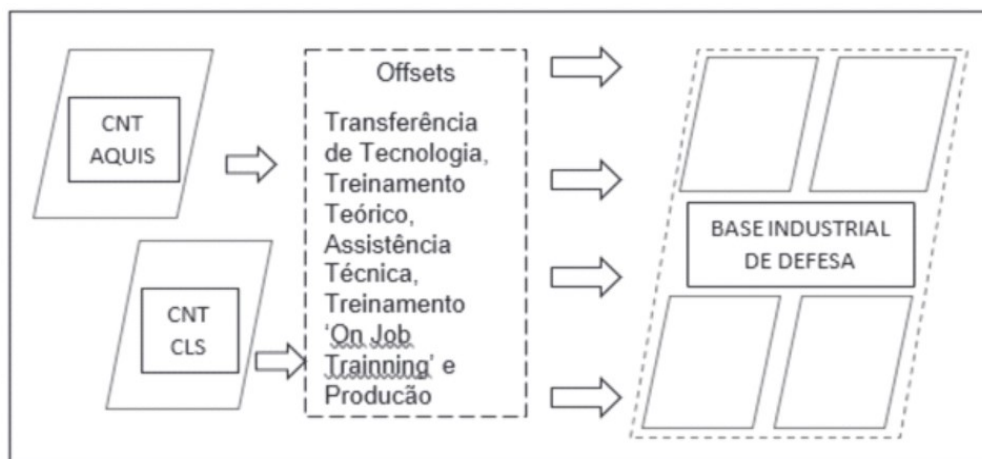 CNT
AQUIS
CNT
CLS
Offsets
Transferência
de Tecnologia,
Treinamento
Teórico,
Assistência
Técnica,
Treinamento
‘On Job
Trainning’ e
Producão
BASE INDUSTRIAL
DE DEFESA